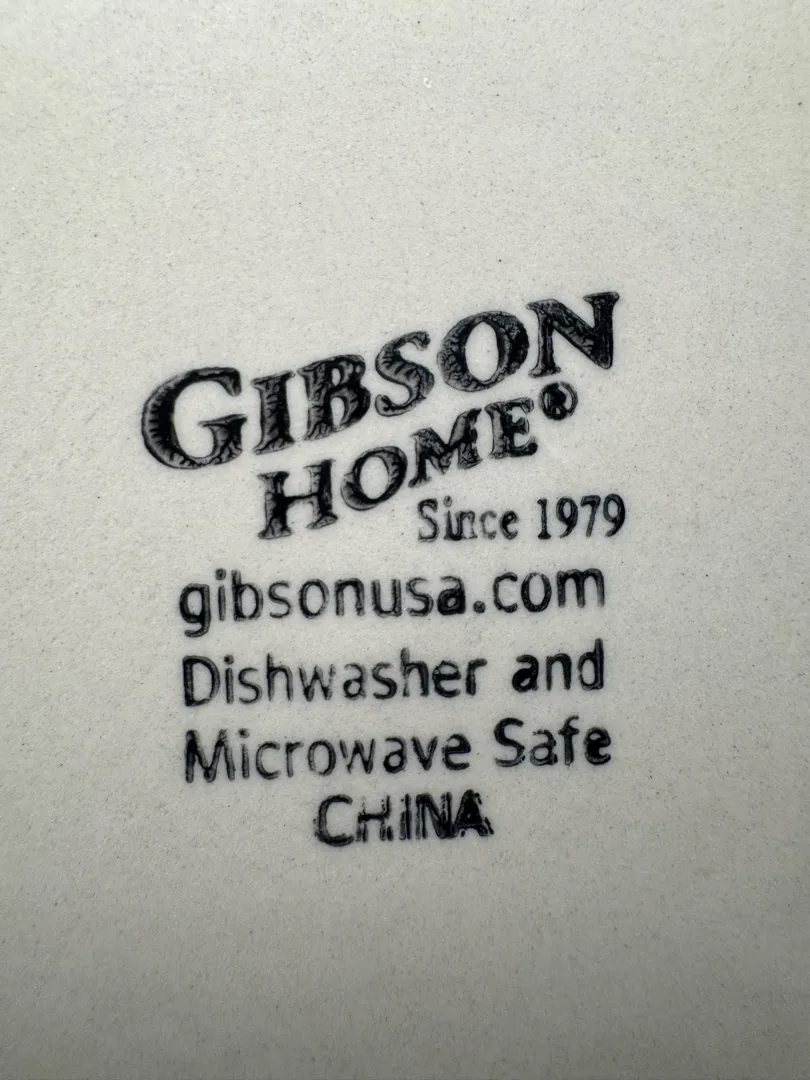 GIBSON
HOME®
Since 1979
gibsonusa.com
Dishwasher and
Microwave Safe
CHINA